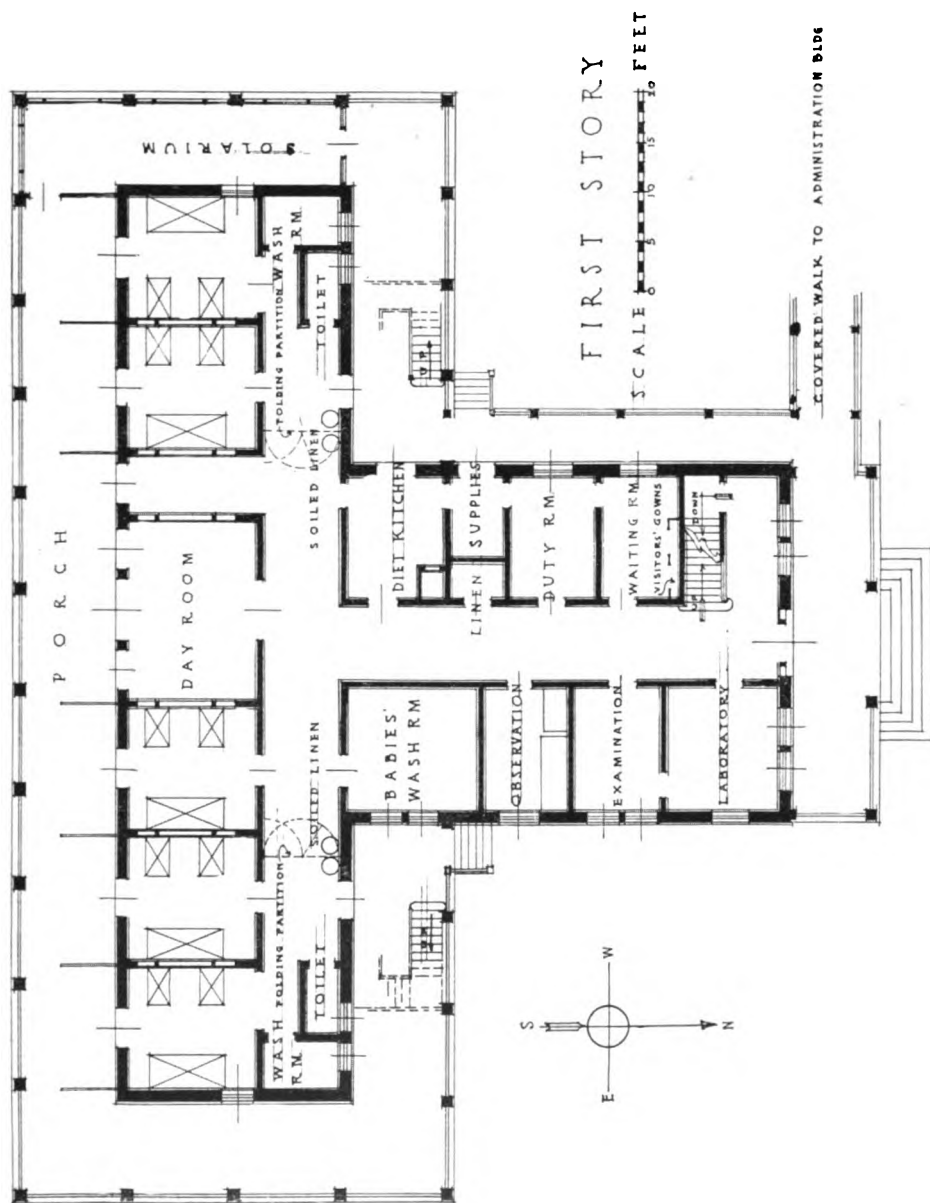 PORCH
SOLARIUM
DAY ROOM
WASH
RM.
FOLDING PARTITION
TOILET
SOILED LINEN
SOILED LINEN
FOLDING PARTITION
WASH
RM.
TOILET
UP
UP
DIET KITCHEN
SUPPLIES
LINEN
DUTY RM.
WAITING RM.
VISITORS' GOWNS
UP
DOWN
BABIES'
WASH RM
OBSERVATION
EXAMINATION
LABORATORY
FIRST STORY
SCALE
0 5 10 15 20 FEET
COVERED WALK TO ADMINISTRATION BLDG
S
E W
N